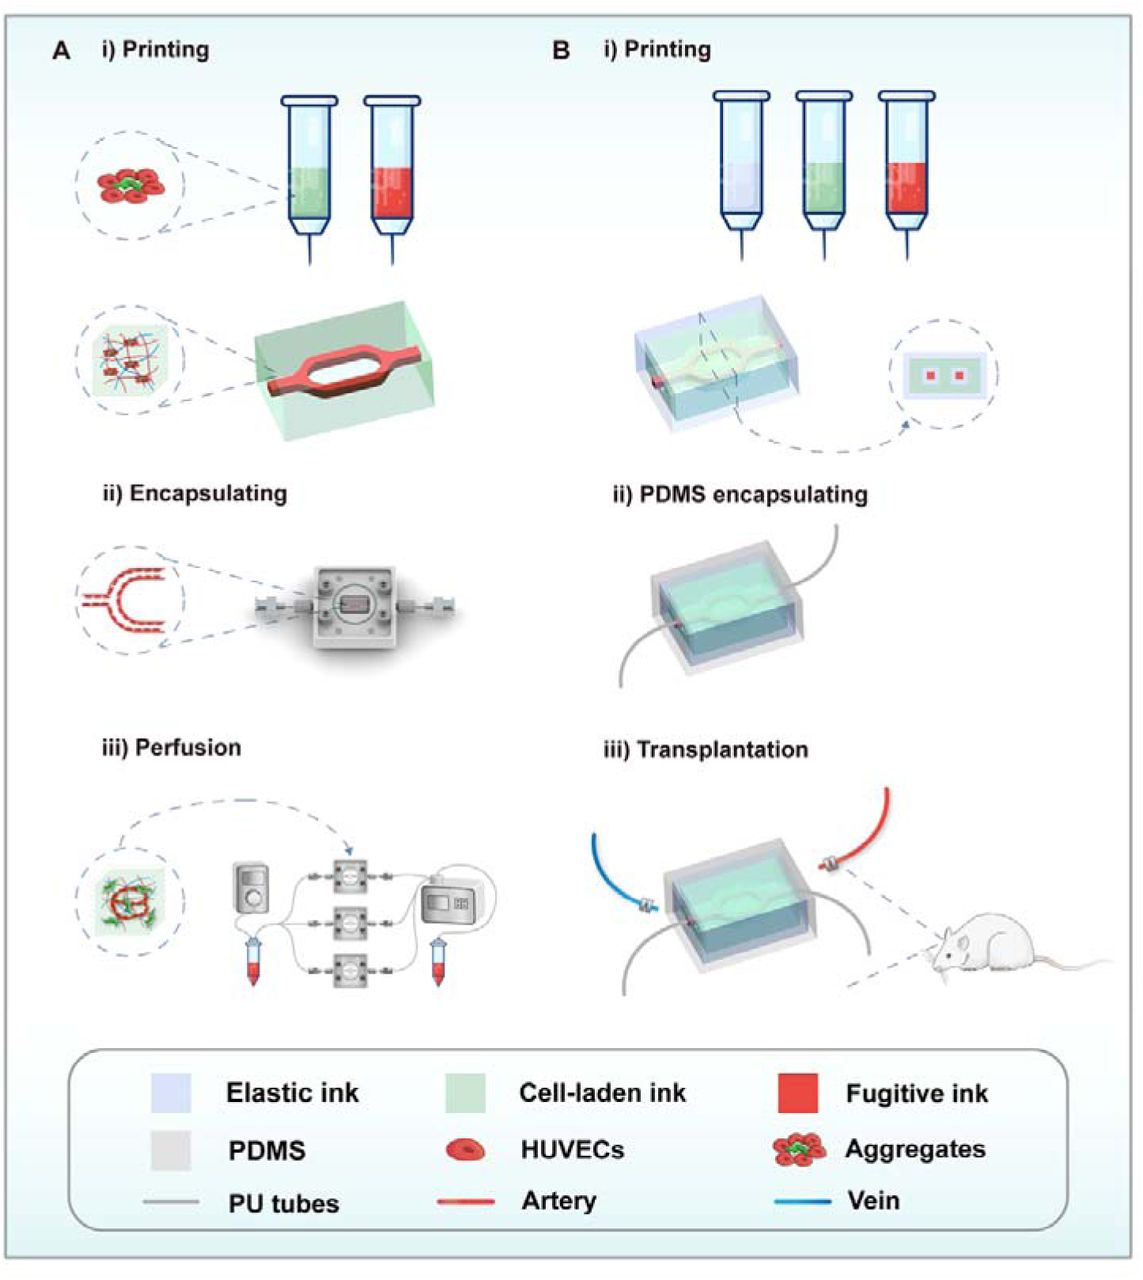 A i) Printing
B i) Printing
ii) Encapsulating
ii) PDMS encapsulating
iii) Perfusion
iii) Transplantation
Elastic ink
Cell-laden ink
Fugitive ink
PDMS
HUVECs
Aggregates
PU tubes
Artery
Vein